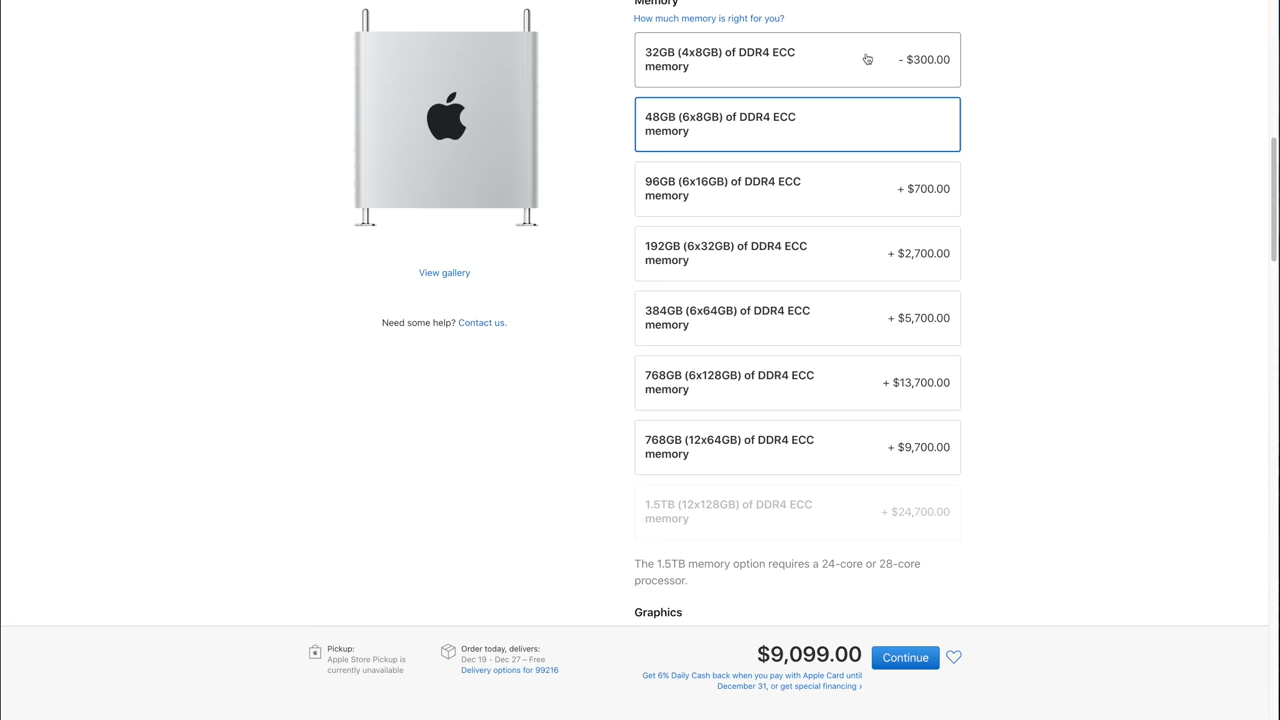 Memory
How much memory is right for you?
32GB (4x8GB) of DDR4 ECC
memory
- $300.00
48GB (6x8GB) of DDR4 ECC
memory
96GB (6x16GB) of DDR4 ECC
memory
+ $700.00
192GB (6x32GB) of DDR4 ECC
memory
+ $2,700.00
384GB (6x64GB) of DDR4 ECC
memory
+ $5,700.00
768GB (6x128GB) of DDR4 ECC
memory
+ $13,700.00
768GB (12x64GB) of DDR4 ECC
memory
+ $9,700.00
1.5TB (12x128GB) of DDR4 ECC
memory
+ $24,700.00
The 1.5TB memory option requires a 24-core or 28-core
processor.
Graphics
View gallery
Need some help? Contact us.
Pickup:
Apple Store Pickup is
currently unavailable
Order today, delivers:
Dec 19 - Dec 27 – Free
Delivery options for 99216
$9,099.00
Continue
Get 6% Daily Cash back when you pay with Apple Card until
December 31, or get special financing ›